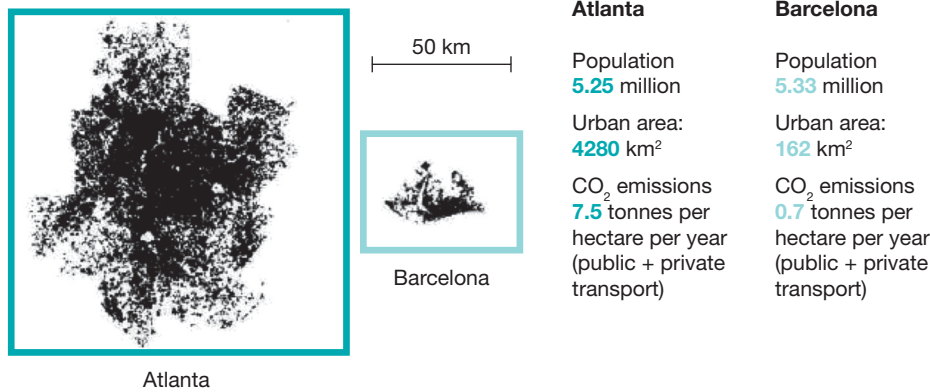 50 km
Atlanta
Barcelona
Atlanta
Population
5.25 million
Urban area:
4280 km²
CO₂ emissions
7.5 tonnes per
hectare per year
(public + private
transport)
Barcelona
Population
5.33 million
Urban area:
162 km²
CO₂ emissions
0.7 tonnes per
hectare per year
(public + private
transport)